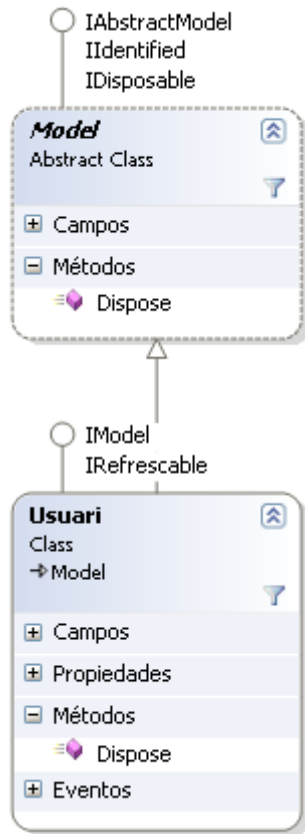 IAbstractModel
IIdentified
IDisposable
Model
Abstract Class
Campos
Métodos
Dispose
IModel
IRefrescable
Usuari
Class
Model
Campos
Propiedades
Métodos
Dispose
Eventos